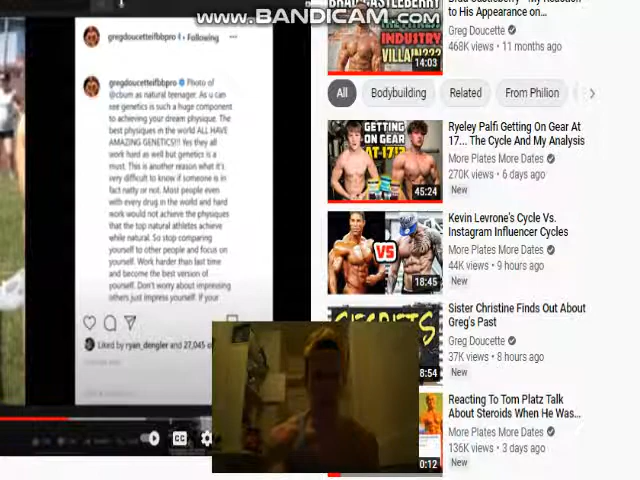 www.BANDICAM.com
gregdoucetteifbbpro • Following
gregdoucetteifbbpro Photo of
@cbum as natural teenager. As u can
see genetics is such a huge component
to achieving your dream physique. The
best physiques in the world ALL HAVE
AMAZING GENETICS!!! Yes they all
work hard as well but genetics is a
must. This is another reason what it's
very difficult to know if someone is in
fact natty or not. Most people even
with every drug in the world and hard
work would not achieve the physiques
that the top natural athletes achieve
while natural. So stop comparing
yourself to other people and focus on
yourself. Work harder than last time
and become the best version of
yourself. Don't worry about impressing
others just impress yourself. If your
Liked by ryan_dengler and 27,045
CC
to His Appearance on...
Greg Doucette
468K views • 11 months ago
INDUSTRY
VILLAIN???
14:03
All
Bodybuilding
Related
From Philion
GETTING
ON GEAR
AT 17!?
45:24
Ryeley Palfi Getting On Gear At
17... The Cycle And My Analysis
More Plates More Dates
270K views • 6 days ago
New
VS
18:45
Kevin Levrone's Cycle Vs.
Instagram Influencer Cycles
More Plates More Dates
44K views • 9 hours ago
New
SECRETS
8:54
Sister Christine Finds Out About
Greg's Past
Greg Doucette
37K views • 8 hours ago
New
0:12
Reacting To Tom Platz Talk
About Steroids When He Was...
More Plates More Dates
136K views • 3 days ago
New